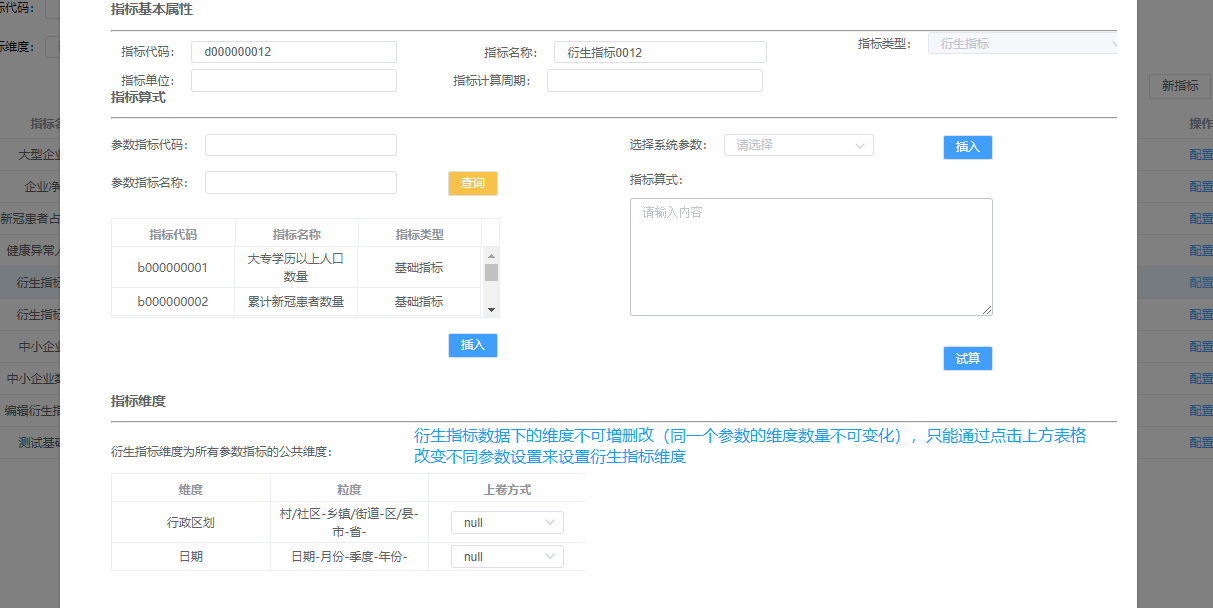 标代码：
标维度：
新指标
指标名
操作
大型企业
配置
企业净
配置
新冠患者占
配置
健康异常人
配置
衍生指标
配置
衍生指标
配置
中小企业
配置
中小企业数
配置
编辑衍生指
配置
测试基础
配置
指标基本属性
指标代码： d000000012 指标名称： 衍生指标0012 指标类型： 衍生指标
指标单位： 指标计算周期：
指标算式
参数指标代码： 选择系统参数： 请选择 插入
参数指标名称： 查询 指标算式：
请输入内容
指标代码 指标名称 指标类型
b000000001 大专学历以上人口
数量 基础指标
b000000002 累计新冠患者数量 基础指标
插入
试算
指标维度
衍生指标数据下的维度不可增删改（同一个参数的维度数量不可变化），只能通过点击上方表格
改变不同参数设置来设置衍生指标维度
衍生指标维度为所有参数指标的公共维度：
维度 粒度 上卷方式
行政区划 村/社区-乡镇/街道-区/县-
市-省- null
日期 日期-月份-季度-年份- null